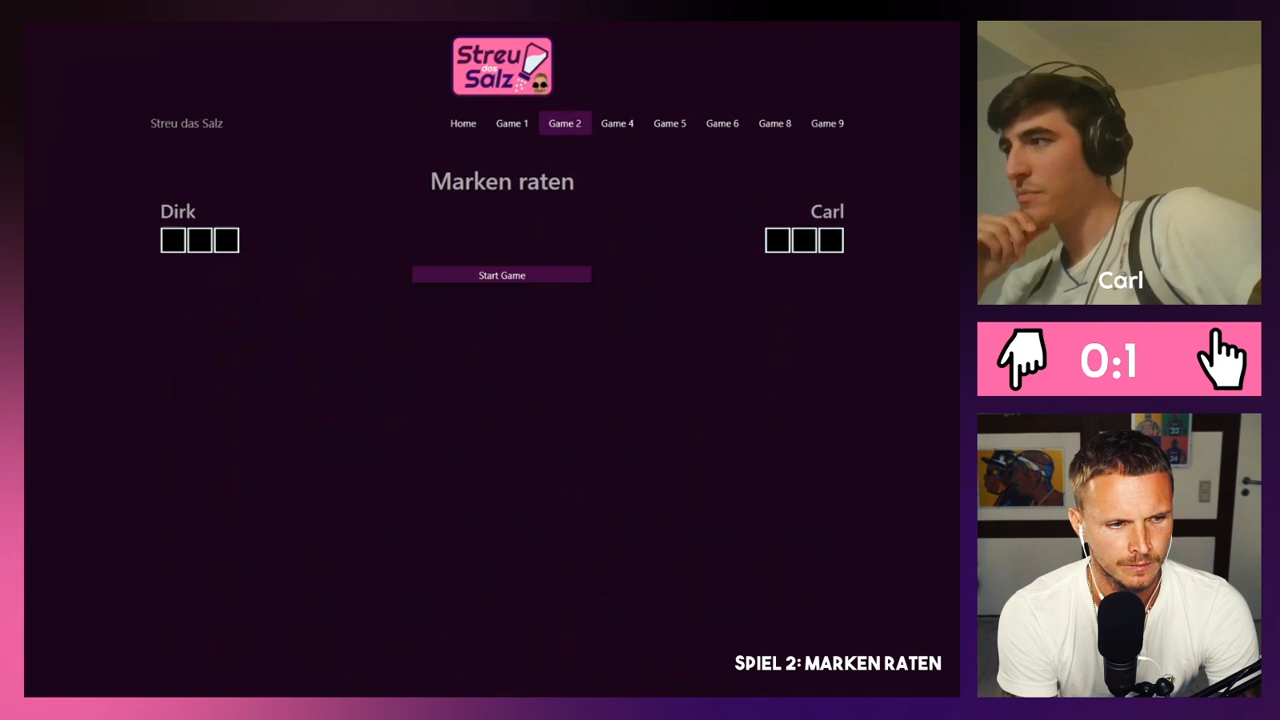 Streu
das
Salz
Streu das Salz
Home Game 1 Game 2 Game 4 Game 5 Game 6 Game 8 Game 9
Marken raten
Dirk
Carl
Start Game
SPIEL 2: MARKEN RATEN
Carl
0:1